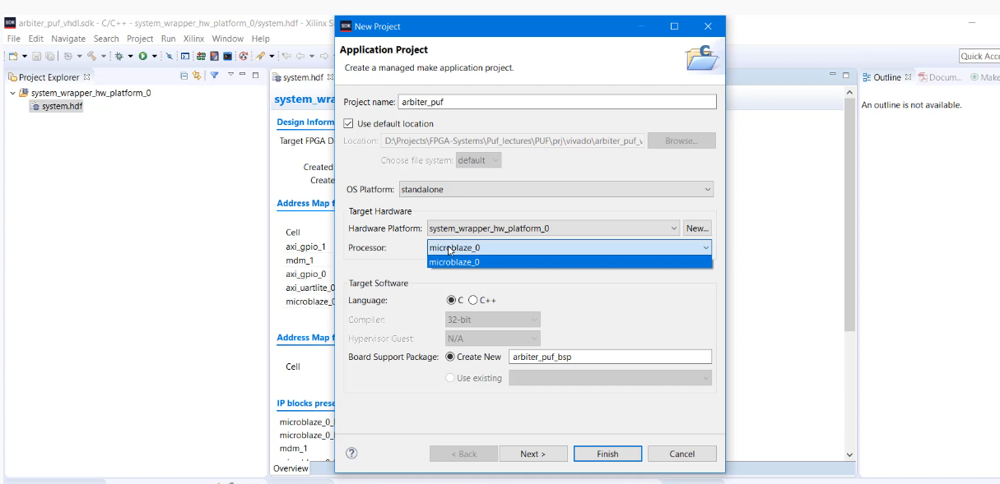 SDK arbiter_puf_vhdl.sdk - C/C++ - system_wrapper_hw_platform_0/system.hdf - Xilinx S
File Edit Navigate Search Project Run Xilinx Window Help
Quick Acce
Project Explorer
system_wrapper_hw_platform_0
system.hdf
system.hdf
system_wra
Design Inform
Target FPGA D
Created
Create
Address Map f
Cell
axi_gpio_1
mdm_1
axi_gpio_0
axi_uartlite_0
microblaze_0
Address Map f
Cell
IP blocks prese
microblaze_0_
microblaze_0_
mdm_1
Overview
SDK New Project
Application Project
Create a managed make application project.
Project name: arbiter_puf
Use default location
Location: D:\Projects\FPGA-Systems\Puf_lectures\PUF\prj\vivado\arbiter_puf_v
Browse...
Choose file system: default
OS Platform: standalone
Target Hardware
Hardware Platform: system_wrapper_hw_platform_0 New...
Processor: microblaze_0
microblaze_0
Target Software
Language: C C++
Compiler: 32-bit
Hypervisor Guest: N/A
Board Support Package: Create New arbiter_puf_bsp
Use existing
< Back Next > Finish Cancel
Outline Docum... Make
An outline is not available.